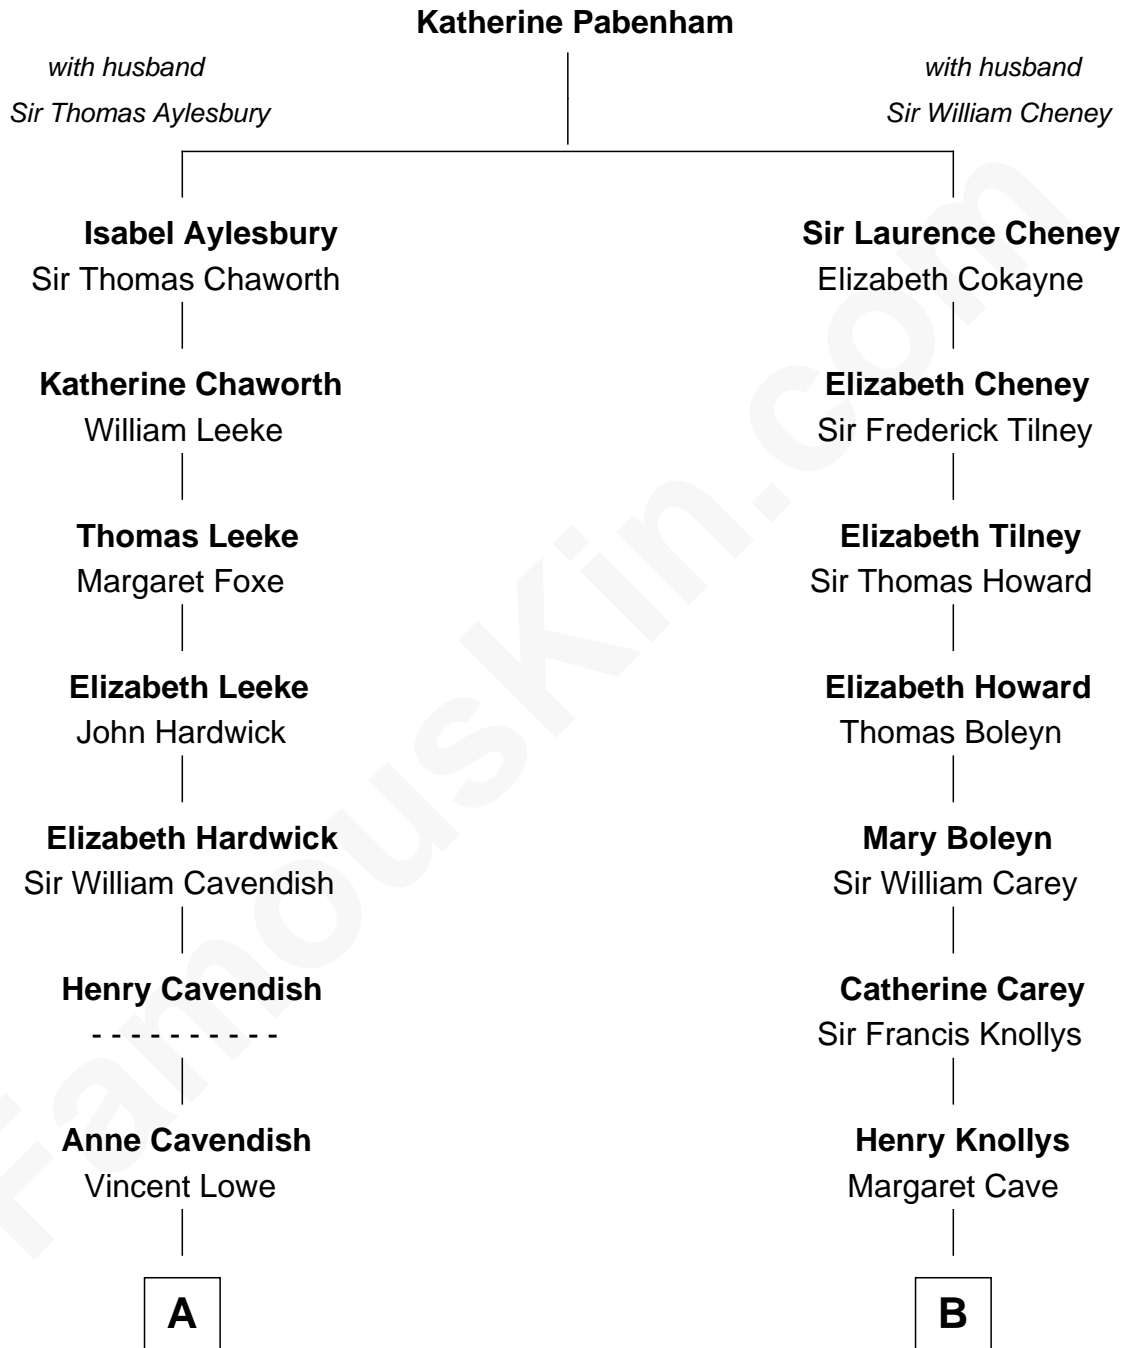 Katherine Pabenham
with husband
Sir Thomas Aylesbury
with husband
Sir William Cheney
Isabel Aylesbury
Sir Thomas Chaworth
Sir Laurence Cheney
Elizabeth Cokayne
Katherine Chaworth
William Leeke
Elizabeth Cheney
Sir Frederick Tilney
Thomas Leeke
Margaret Foxe
Elizabeth Tilney
Sir Thomas Howard
Elizabeth Leeke
John Hardwick
Elizabeth Howard
Thomas Boleyn
Elizabeth Hardwick
Sir William Cavendish
Mary Boleyn
Sir William Carey
Henry Cavendish
- - - - - - - - - -
Catherine Carey
Sir Francis Knollys
Anne Cavendish
Vincent Lowe
Henry Knollys
Margaret Cave
A
B
FamousKin.com